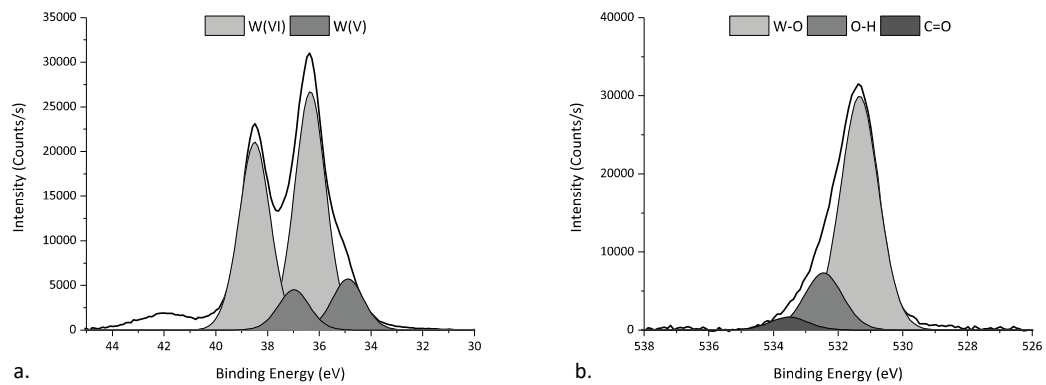 W(VI) W(V)
35000
30000
25000
20000
15000
10000
5000
0
Intensity (Counts/s)
44 42 40 38 36 34 32 30
Binding Energy (eV)
a.
W-O O-H C=O
40000
30000
20000
10000
0
Intensity (Counts/s)
538 536 534 532 530 528 526
Binding Energy (eV)
b.